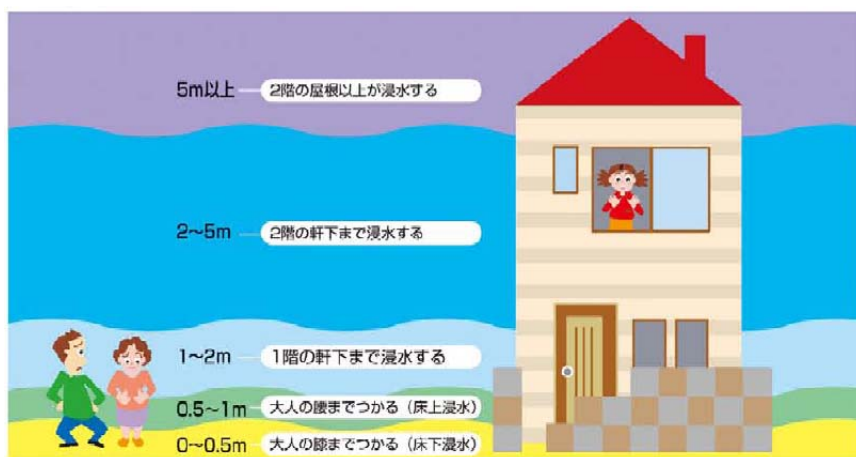 5m以上 2階の屋根以上が浸水する
2〜5m 2階の軒下まで浸水する
1〜2m 1階の軒下まで浸水する
0.5〜1m 大人の腰までつかる（床上浸水）
0〜0.5m 大人の膝までつかる（床下浸水）